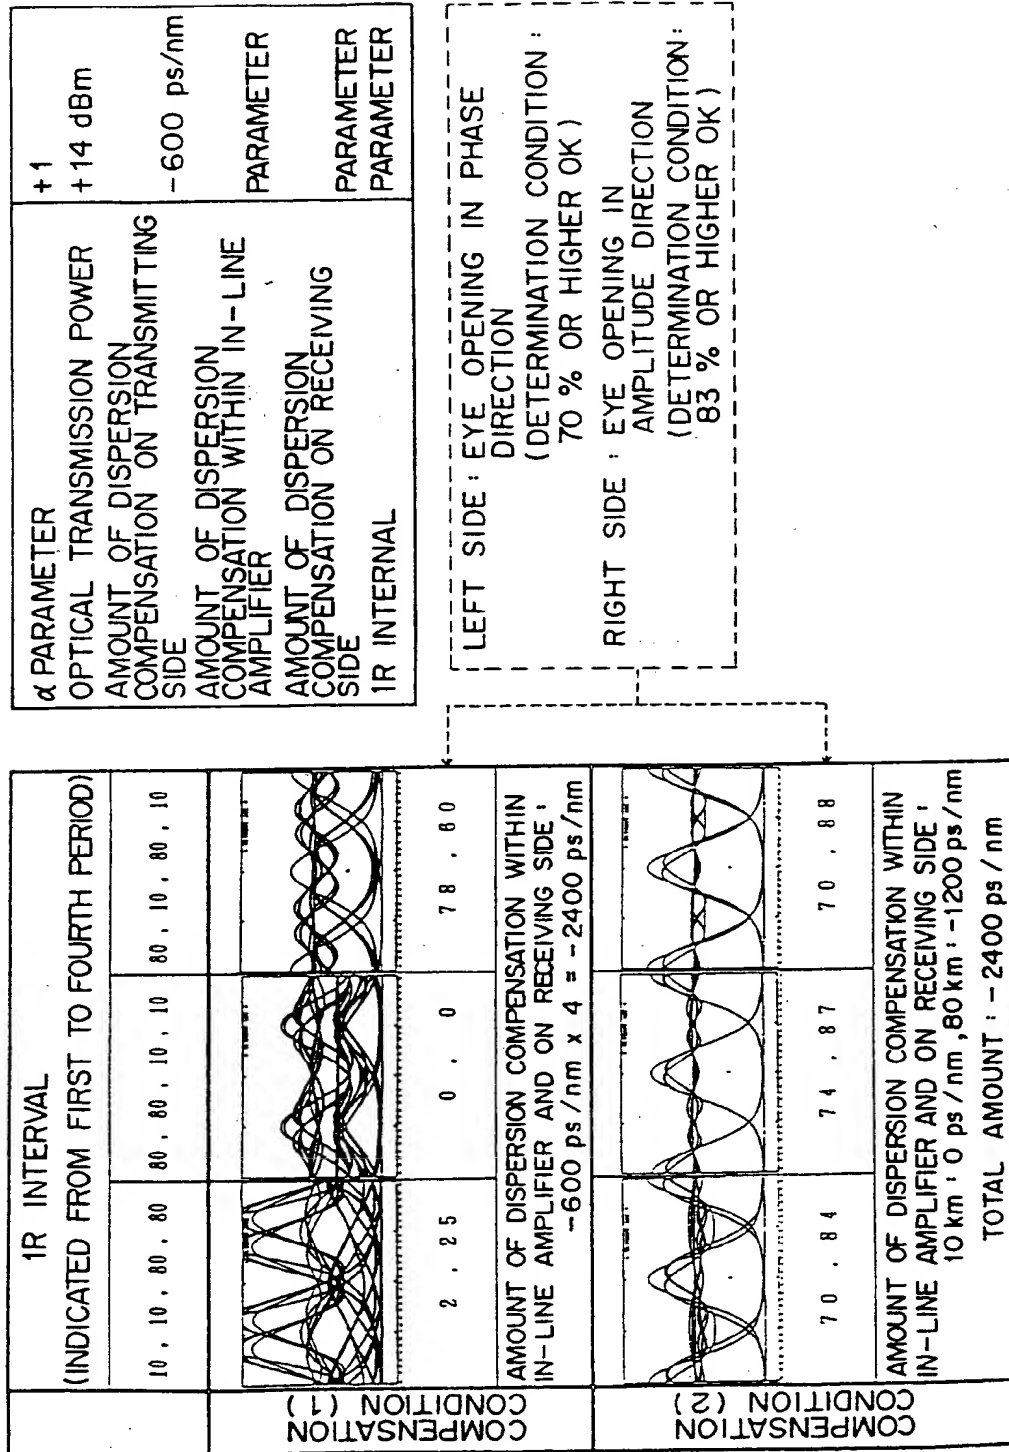 1R INTERVAL
(INDICATED FROM FIRST TO FOURTH PERIOD)
10, 10, 80, 80
80, 80, 10, 10
80, 10, 80, 10
COMPENSATION
CONDITION (1)
2, 25
0, 0
78, 60
AMOUNT OF DISPERSION COMPENSATION WITHIN
IN-LINE AMPLIFIER AND ON RECEIVING SIDE:
-600 ps/nm x 4 = -2400 ps/nm
COMPENSATION
CONDITION (2)
70, 84
74, 87
70, 88
AMOUNT OF DISPERSION COMPENSATION WITHIN
IN-LINE AMPLIFIER AND ON RECEIVING SIDE:
10 km : 0 ps/nm, 80 km : -1200 ps/nm
TOTAL AMOUNT : -2400 ps/nm
α PARAMETER +1
OPTICAL TRANSMISSION POWER +14 dBm
AMOUNT OF DISPERSION
COMPENSATION ON TRANSMITTING
SIDE -600 ps/nm
AMOUNT OF DISPERSION
COMPENSATION WITHIN IN-LINE
AMPLIFIER PARAMETER
AMOUNT OF DISPERSION
COMPENSATION ON RECEIVING
SIDE PARAMETER
1R INTERNAL PARAMETER
LEFT SIDE : EYE OPENING IN PHASE
DIRECTION
(DETERMINATION CONDITION :
70 % OR HIGHER OK)
RIGHT SIDE : EYE OPENING IN
AMPLITUDE DIRECTION
(DETERMINATION CONDITION:
83 % OR HIGHER OK)